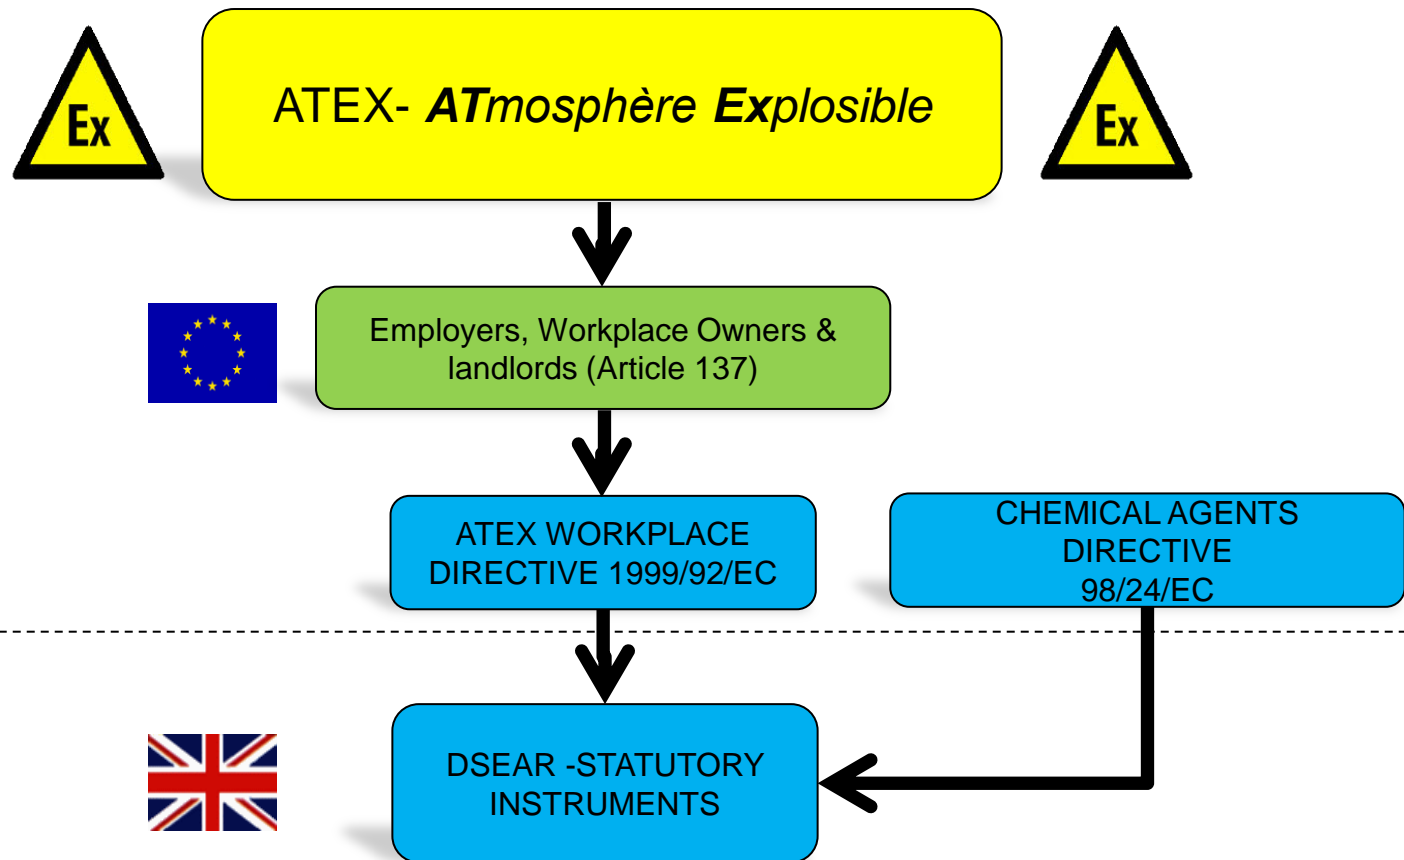 Ex
ATEX- ATmosphère Explosible
Ex
Employers, Workplace Owners &
landlords (Article 137)
ATEX WORKPLACE
DIRECTIVE 1999/92/EC
CHEMICAL AGENTS
DIRECTIVE
98/24/EC
DSEAR -STATUTORY
INSTRUMENTS